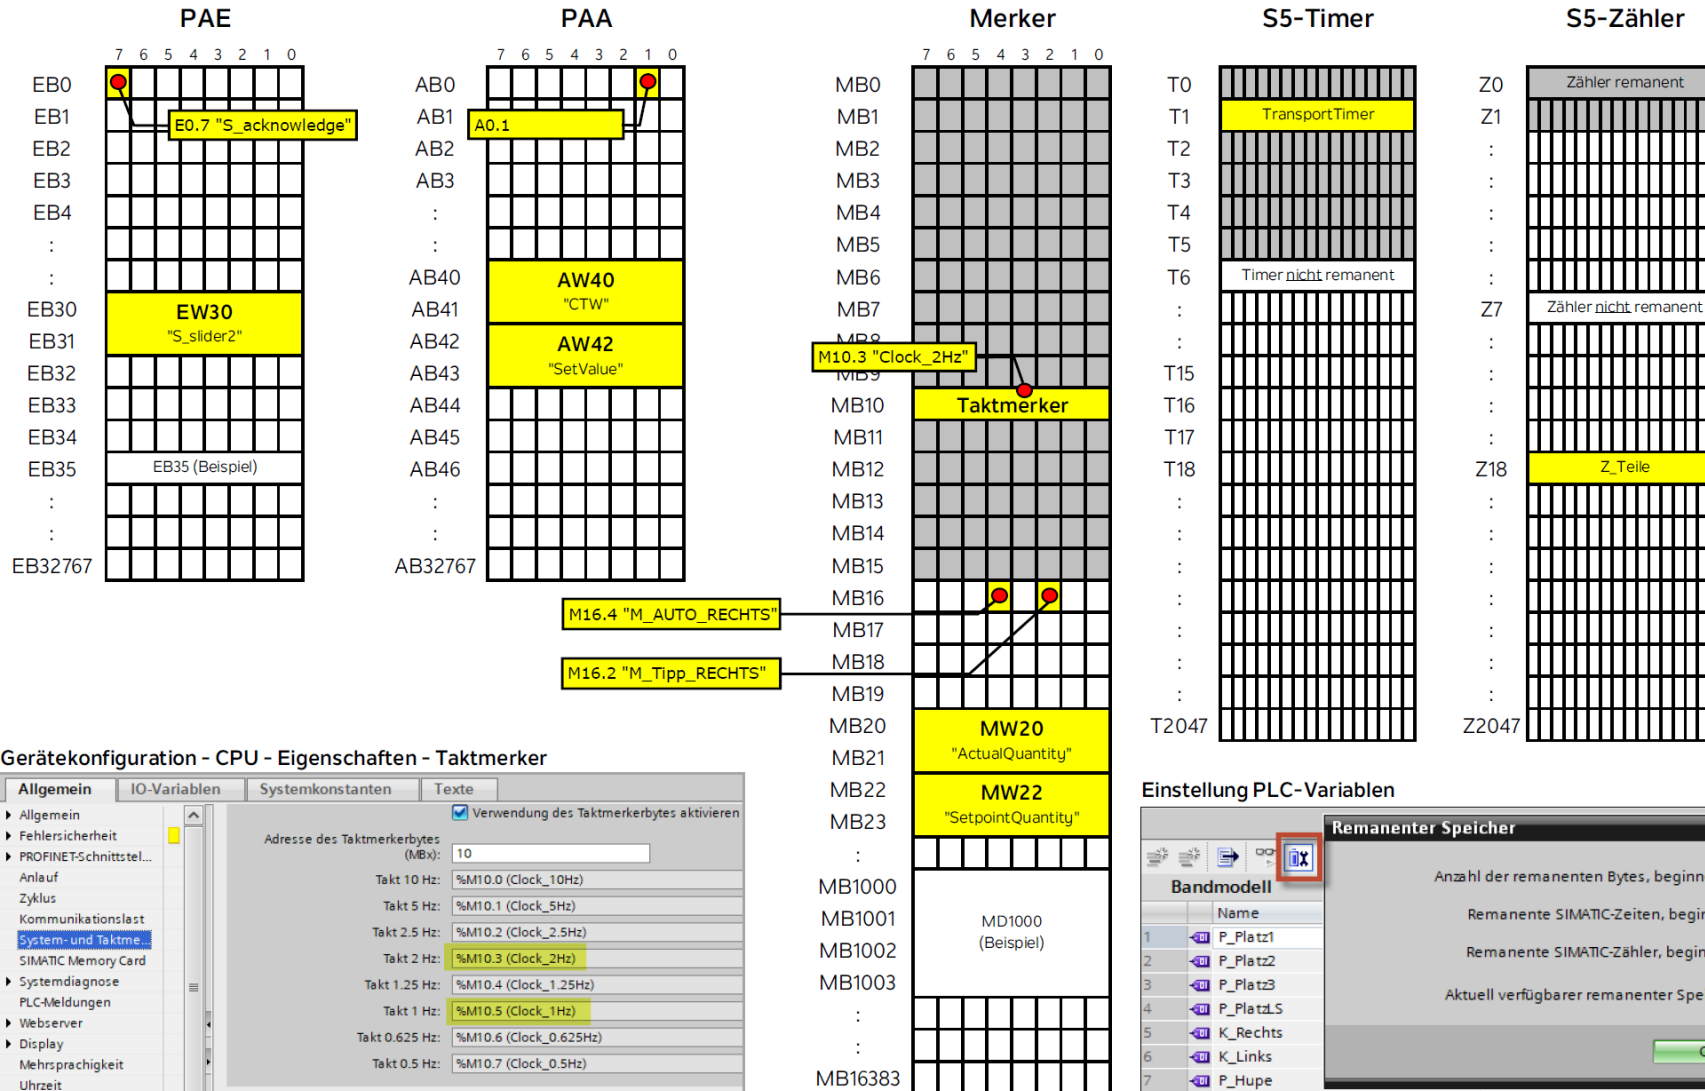 PAE
7 6 5 4 3 2 1 0
EB0
EB1
EB2
EB3
EB4
:
:
EB30
EB31
EB32
EB33
EB34
EB35
:
:
EB32767
E0.7 "S_acknowledge"
EW30
"S_slider2"
EB35 (Beispiel)
PAA
7 6 5 4 3 2 1 0
AB0
AB1
AB2
AB3
:
:
AB40
AB41
AB42
AB43
AB44
AB45
AB46
:
:
AB32767
A0.1
AW40
"CTW"
AW42
"SetValue"
Merker
7 6 5 4 3 2 1 0
MB0
MB1
MB2
MB3
MB4
MB5
MB6
MB7
MB8
MB9
MB10
MB11
MB12
MB13
MB14
MB15
MB16
MB17
MB18
MB19
MB20
MB21
MB22
MB23
:
MB1000
MB1001
MB1002
MB1003
:
:
MB16383
M10.3 "Clock_2Hz"
Taktmerker
M16.4 "M_AUTO_RECHTS"
M16.2 "M_Tipp_RECHTS"
MW20
"ActualQuantity"
MW22
"SetpointQuantity"
MD1000
(Beispiel)
S5-Timer
T0
T1
T2
T3
T4
T5
T6
:
:
T15
T16
T17
T18
:
:
:
:
:
:
:
T2047
TransportTimer
Timer nicht remanent
S5-Zähler
Z0
Z1
:
:
:
:
:
Z7
:
:
:
:
Z18
:
:
:
:
:
:
:
Z2047
Zähler remanent
Zähler nicht remanent
Z_Teile
Gerätekonfiguration - CPU - Eigenschaften - Taktmerker
Allgemein
IO-Variablen
Systemkonstanten
Texte
Allgemein
Fehlersicherheit
PROFINET-Schnittstel...
Anlauf
Zyklus
Kommunikationslast
System- und Taktme...
SIMATIC Memory Card
Systemdiagnose
PLC-Meldungen
Webserver
Display
Mehrsprachigkeit
Uhrzeit
Verwendung des Taktmerkerbytes aktivieren
Adresse des Taktmerkerbytes
(MBx): 10
Takt 10 Hz: %M10.0 (Clock_10Hz)
Takt 5 Hz: %M10.1 (Clock_5Hz)
Takt 2.5 Hz: %M10.2 (Clock_2.5Hz)
Takt 2 Hz: %M10.3 (Clock_2Hz)
Takt 1.25 Hz: %M10.4 (Clock_1.25Hz)
Takt 1 Hz: %M10.5 (Clock_1Hz)
Takt 0.625 Hz: %M10.6 (Clock_0.625Hz)
Takt 0.5 Hz: %M10.7 (Clock_0.5Hz)
Einstellung PLC-Variablen
Bandmodell
Name
1 P_Platz1
2 P_Platz2
3 P_Platz3
4 P_PlatzLS
5 K_Rechts
6 K_Links
7 P_Hupe
Remanenter Speicher
Anzahl der remanenten Bytes, beginn
Remanente SIMATIC-Zeiten, begin
Remanente SIMATIC-Zähler, begin
Aktuell verfügbarer remanenter Spe